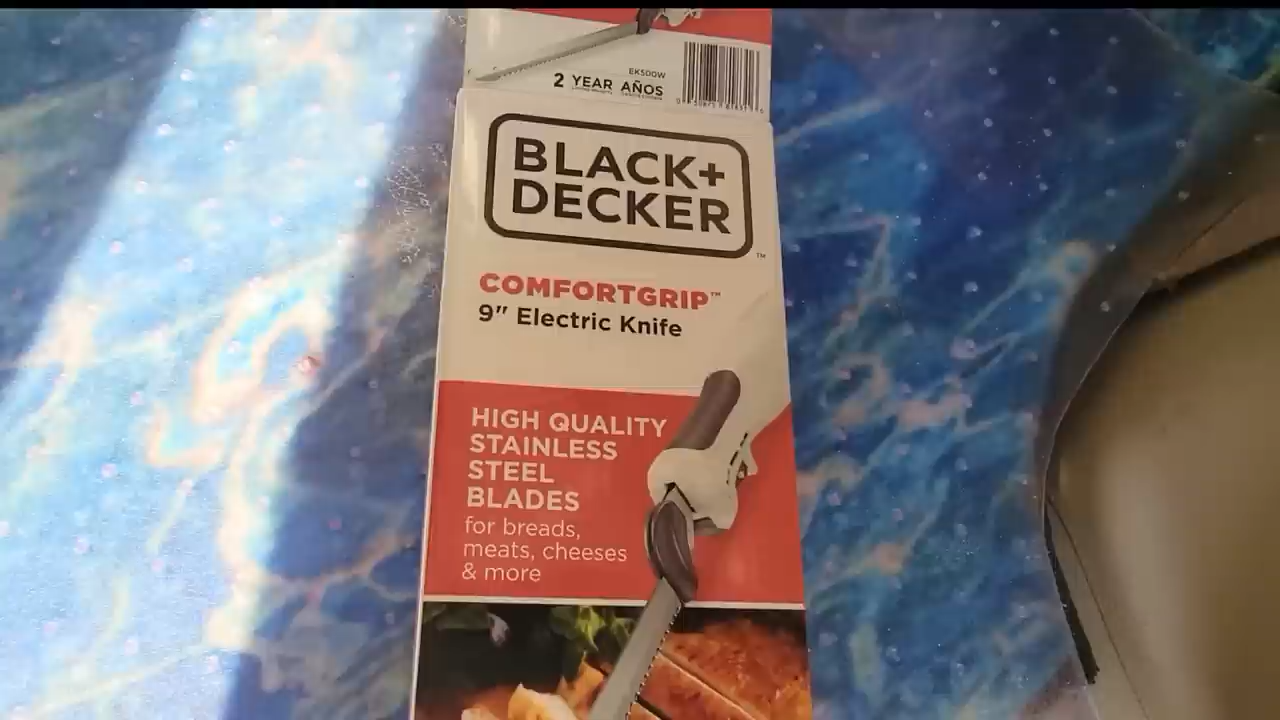 EK500W
2 YEAR AÑOS
BLACK+
DECKER
™
COMFORTGRIP™
9" Electric Knife
HIGH QUALITY
STAINLESS
STEEL
BLADES
for breads,
meats, cheeses
& more